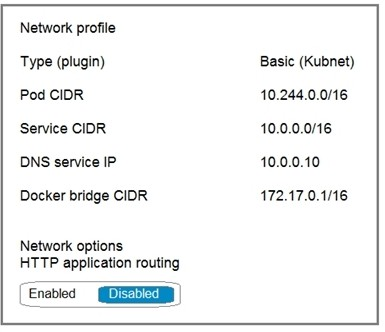 Network profile
Type (plugin) Basic (Kubnet)
Pod CIDR 10.244.0.0/16
Service CIDR 10.0.0.0/16
DNS service IP 10.0.0.10
Docker bridge CIDR 172.17.0.1/16
Network options
HTTP application routing
Enabled Disabled